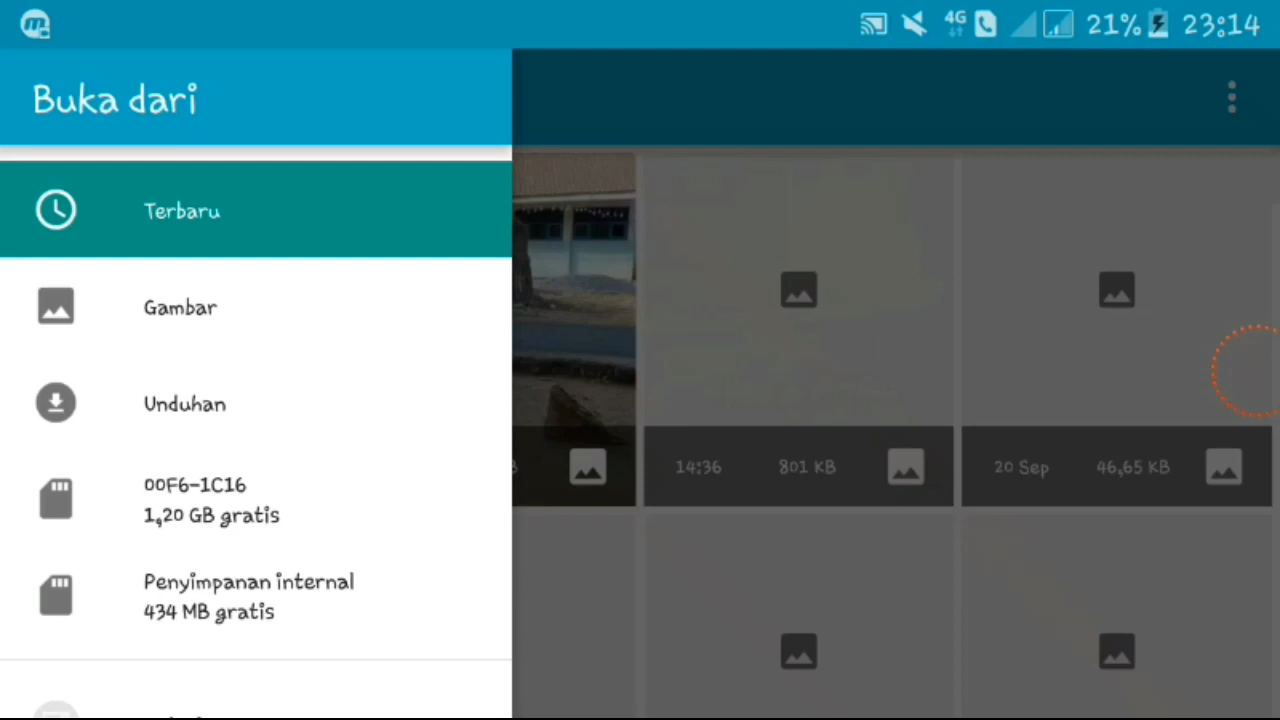 4G 21% 23:14
Buka dari
Terbaru
Gambar
Unduhan
00F6-1C16
1,20 GB gratis
Penyimpanan internal
434 MB gratis
14:36 801 KB
20 Sep 46,65 KB